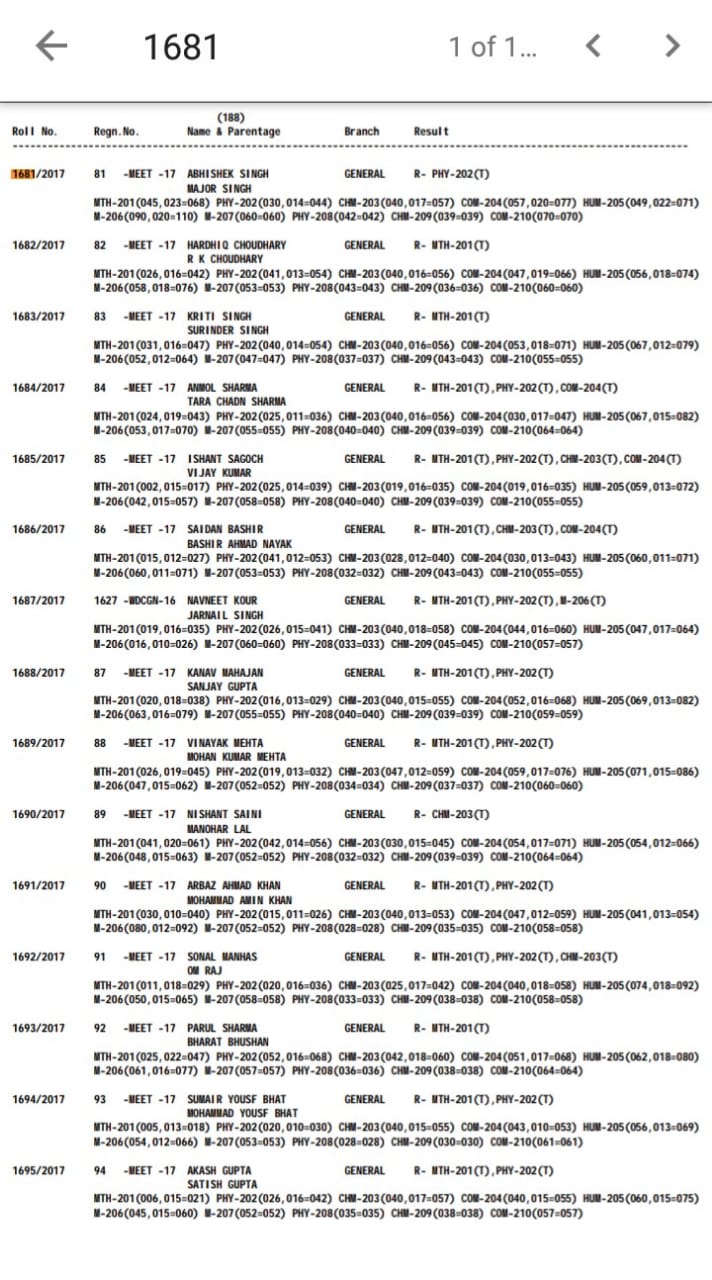 1681 1 of 1...
(188)
Roll No. Regn.No. Name & Parentage Branch Result
1681/2017 81 -MEET -17 ABHISHEK SINGH GENERAL R- PHY-202(T)
MAJOR SINGH
MTH-201(045,023=068) PHY-202(030,014=044) CHM-203(040,017=057) COM-204(057,020=077) HUM-205(049,022=071)
M-206(090,020=110) M-207(060=060) PHY-208(042=042) CHM-209(039=039) COM-210(070=070)
1682/2017 82 -MEET -17 HARDHIQ CHOUDHARY GENERAL R- MTH-201(T)
R K CHOUDHARY
MTH-201(026,016=042) PHY-202(041,013=054) CHM-203(040,016=056) COM-204(047,019=066) HUM-205(056,018=074)
M-206(058,018=076) M-207(053=053) PHY-208(043=043) CHM-209(036=036) COM-210(060=060)
1683/2017 83 -MEET -17 KRITI SINGH GENERAL R- MTH-201(T)
SURINDER SINGH
MTH-201(031,016=047) PHY-202(040,014=054) CHM-203(040,016=056) COM-204(053,018=071) HUM-205(067,012=079)
M-206(052,012=064) M-207(047=047) PHY-208(037=037) CHM-209(043=043) COM-210(055=055)
1684/2017 84 -MEET -17 ANMOL SHARMA GENERAL R- MTH-201(T),PHY-202(T),COM-204(T)
TARA CHADN SHARMA
MTH-201(024,019=043) PHY-202(025,011=036) CHM-203(040,016=056) COM-204(030,017=047) HUM-205(067,015=082)
M-206(053,017=070) M-207(055=055) PHY-208(040=040) CHM-209(039=039) COM-210(064=064)
1685/2017 85 -MEET -17 ISHANT SAGOCH GENERAL R- MTH-201(T),PHY-202(T),CHM-203(T),COM-204(T)
VIJAY KUMAR
MTH-201(002,015=017) PHY-202(025,014=039) CHM-203(019,016=035) COM-204(019,016=035) HUM-205(059,013=072)
M-206(042,015=057) M-207(058=058) PHY-208(040=040) CHM-209(039=039) COM-210(055=055)
1686/2017 86 -MEET -17 SAIDAN BASHIR GENERAL R- MTH-201(T),CHM-203(T),COM-204(T)
BASHIR AHMAD NAYAK
MTH-201(015,012=027) PHY-202(041,012=053) CHM-203(028,012=040) COM-204(030,013=043) HUM-205(060,011=071)
M-206(060,011=071) M-207(053=053) PHY-208(032=032) CHM-209(043=043) COM-210(055=055)
1687/2017 1627 -WDCGN-16 NAVNEET KOUR GENERAL R- MTH-201(T),PHY-202(T),M-206(T)
JARNAIL SINGH
MTH-201(019,016=035) PHY-202(026,015=041) CHM-203(040,018=058) COM-204(044,016=060) HUM-205(047,017=064)
M-206(016,010=026) M-207(060=060) PHY-208(033=033) CHM-209(045=045) COM-210(057=057)
1688/2017 87 -MEET -17 KANAV MAHAJAN GENERAL R- MTH-201(T),PHY-202(T)
SANJAY GUPTA
MTH-201(020,018=038) PHY-202(016,013=029) CHM-203(040,015=055) COM-204(052,016=068) HUM-205(069,013=082)
M-206(063,016=079) M-207(055=055) PHY-208(040=040) CHM-209(039=039) COM-210(059=059)
1689/2017 88 -MEET -17 VINAYAK MEHTA GENERAL R- MTH-201(T),PHY-202(T)
MOHAN KUMAR MEHTA
MTH-201(026,019=045) PHY-202(019,013=032) CHM-203(047,012=059) COM-204(059,017=076) HUM-205(071,015=086)
M-206(047,015=062) M-207(052=052) PHY-208(034=034) CHM-209(037=037) COM-210(060=060)
1690/2017 89 -MEET -17 NISHANT SAINI GENERAL R- CHM-203(T)
MANOHAR LAL
MTH-201(041,020=061) PHY-202(042,014=056) CHM-203(030,015=045) COM-204(054,017=071) HUM-205(054,012=066)
M-206(048,015=063) M-207(052=052) PHY-208(032=032) CHM-209(039=039) COM-210(064=064)
1691/2017 90 -MEET -17 ARBAZ AHMAD KHAN GENERAL R- MTH-201(T),PHY-202(T)
MOHAMMAD AMIN KHAN
MTH-201(030,010=040) PHY-202(015,011=026) CHM-203(040,013=053) COM-204(047,012=059) HUM-205(041,013=054)
M-206(080,012=092) M-207(052=052) PHY-208(028=028) CHM-209(035=035) COM-210(058=058)
1692/2017 91 -MEET -17 SONAL MANHAS GENERAL R- MTH-201(T),PHY-202(T),CHM-203(T)
OM RAJ
MTH-201(011,018=029) PHY-202(020,016=036) CHM-203(025,017=042) COM-204(040,018=058) HUM-205(074,018=092)
M-206(050,015=065) M-207(058=058) PHY-208(033=033) CHM-209(038=038) COM-210(058=058)
1693/2017 92 -MEET -17 PARUL SHARMA GENERAL R- MTH-201(T)
BHARAT BHUSHAN
MTH-201(025,022=047) PHY-202(052,016=068) CHM-203(042,018=060) COM-204(051,017=068) HUM-205(062,018=080)
M-206(061,016=077) M-207(057=057) PHY-208(036=036) CHM-209(038=038) COM-210(064=064)
1694/2017 93 -MEET -17 SUMAIR YOUSF BHAT GENERAL R- MTH-201(T),PHY-202(T)
MOHAMMAD YOUSF BHAT
MTH-201(005,013=018) PHY-202(020,010=030) CHM-203(040,015=055) COM-204(043,010=053) HUM-205(056,013=069)
M-206(054,012=066) M-207(053=053) PHY-208(028=028) CHM-209(030=030) COM-210(061=061)
1695/2017 94 -MEET -17 AKASH GUPTA GENERAL R- MTH-201(T),PHY-202(T)
SATISH GUPTA
MTH-201(006,015=021) PHY-202(026,016=042) CHM-203(040,017=057) COM-204(040,015=055) HUM-205(060,015=075)
M-206(045,015=060) M-207(052=052) PHY-208(035=035) CHM-209(038=038) COM-210(057=057)